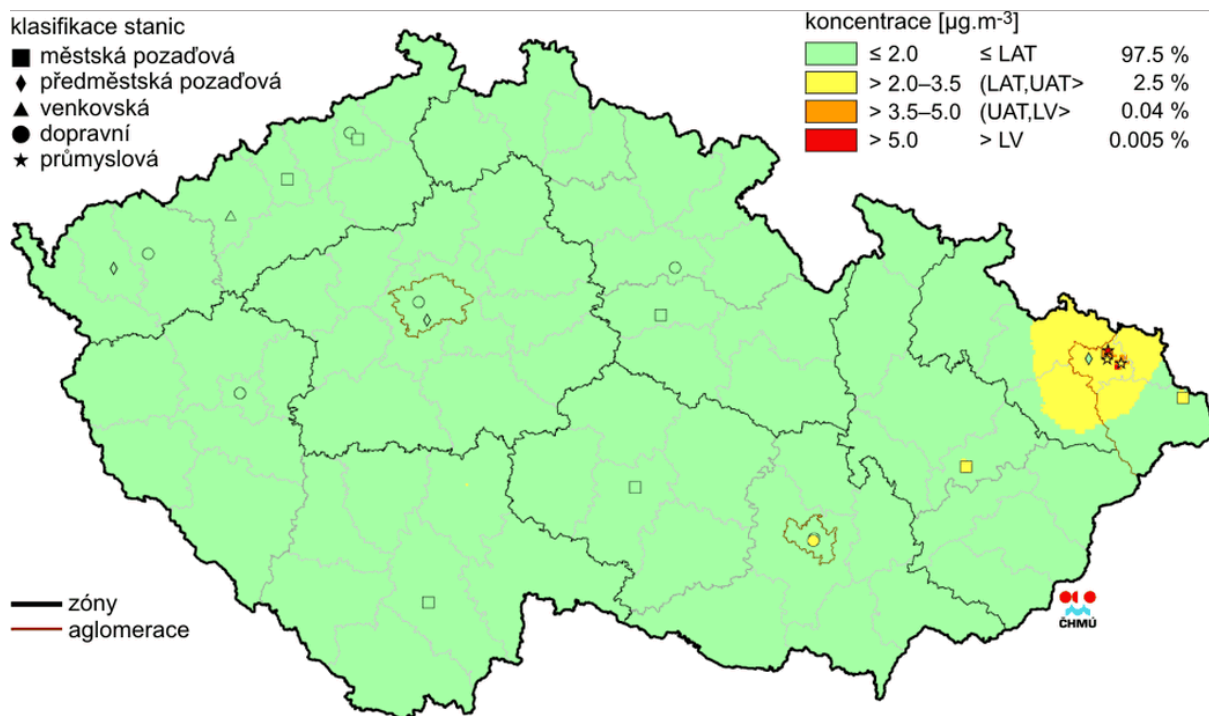 klasifikace stanic
městská pozaďová
předměstská pozaďová
venkovská
dopravní
průmyslová
koncentrace [µg.m-3]
≤ 2.0 ≤ LAT 97.5 %
> 2.0–3.5 (LAT,UAT> 2.5 %
> 3.5–5.0 (UAT,LV> 0.04 %
> 5.0 > LV 0.005 %
zóny
aglomerace
ČHMÚ